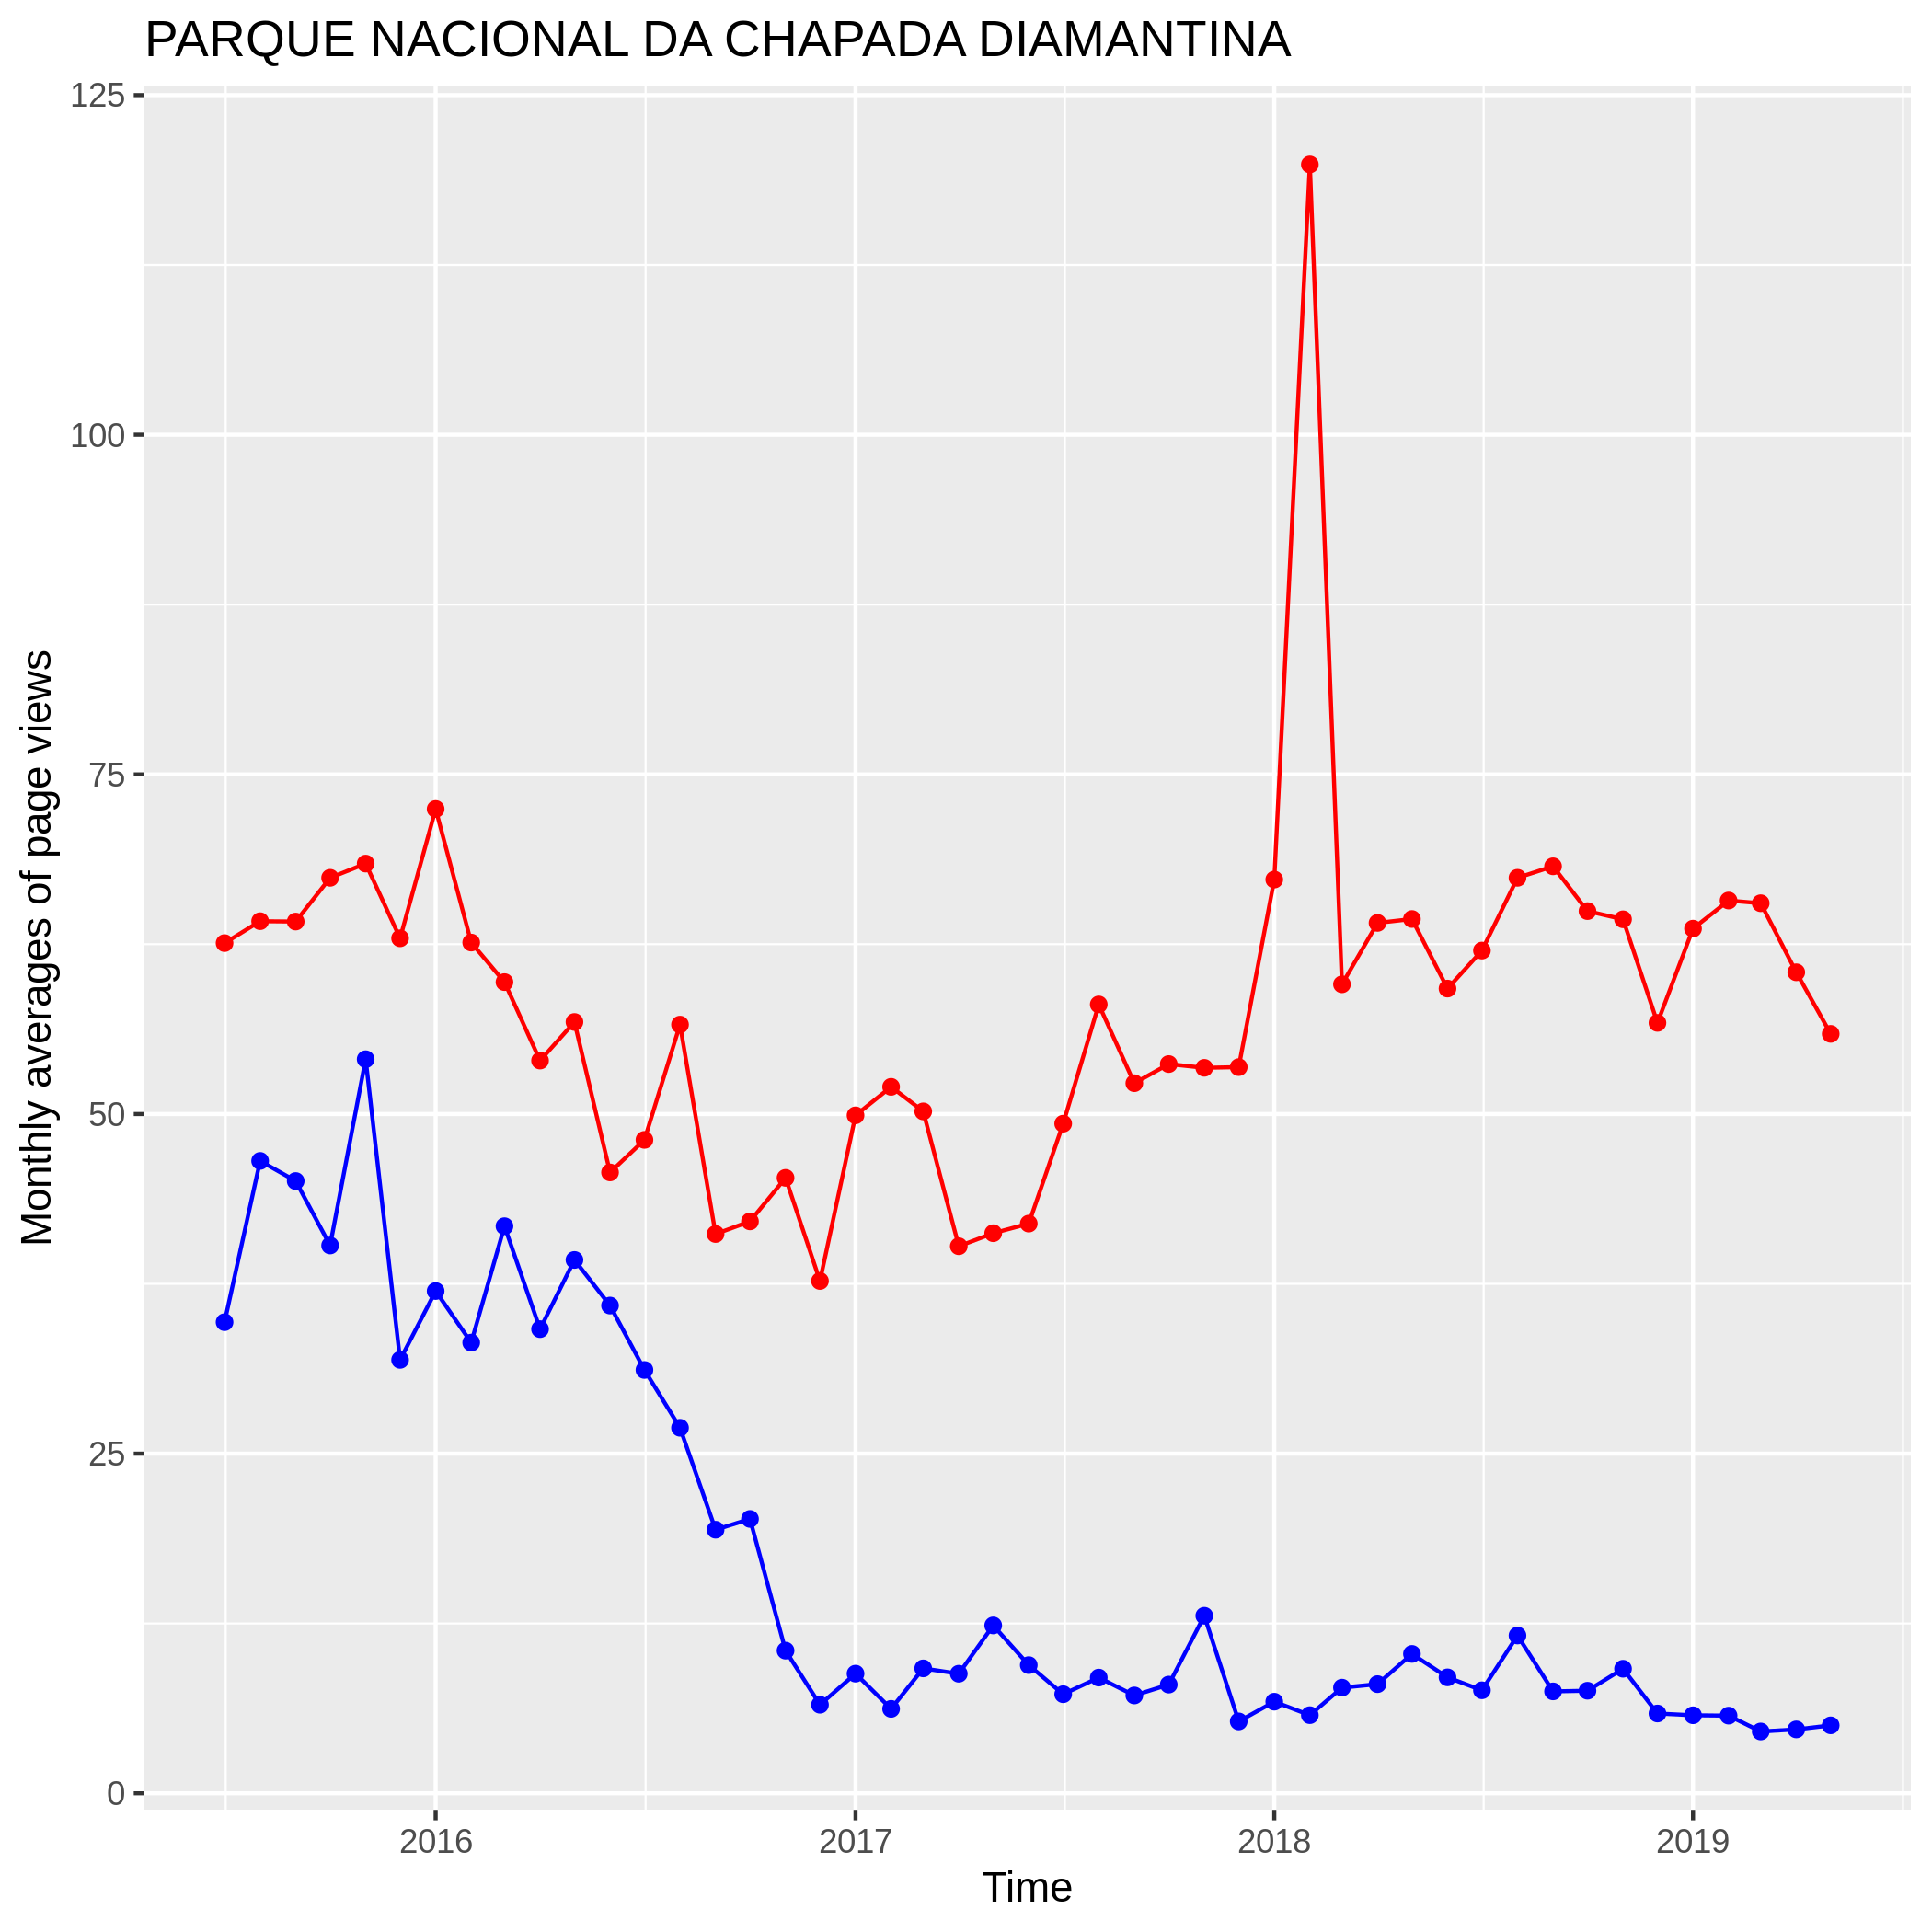 PARQUE NACIONAL DA CHAPADA DIAMANTINA
125
100
75
50
25
0
Monthly averages of page views
2016 2017 2018 2019
Time